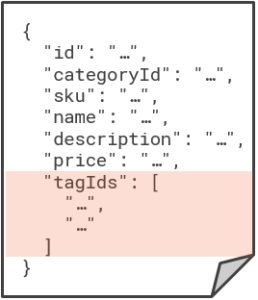 {
  "id": "…",
  "categoryId": "…",
  "sku": "…",
  "name": "…",
  "description": "…",
  "price": "…",
  "tagIds": [
    "…",
    "…"
  ]
}